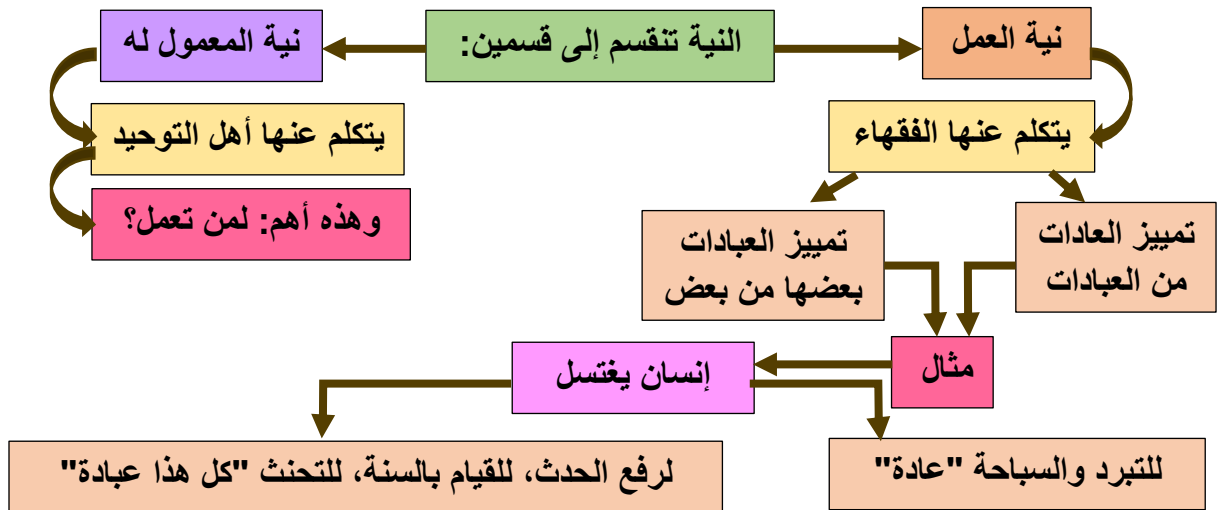 النية تنقسم إلى قسمين:
نية العمل
نية المعمول له
يتكلم عنها الفقهاء
يتكلم عنها أهل التوحيد
وهذه أهم: لمن تعمل؟
تمييز العادات
من العبادات
تمييز العبادات
بعضها من بعض
مثال
إنسان يغتسل
للتبرد والسباحة "عادة"
لرفع الحدث، للقيام بالسنة، للتحنث "كل هذا عبادة"